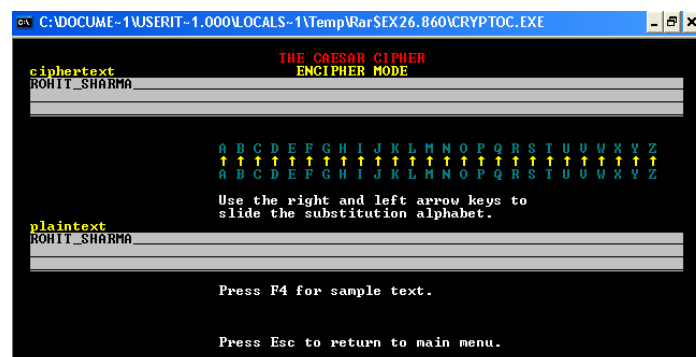 C:\DOCUME~1\USERIT~1.000\LOCALS~1\Temp\Rar$EX26.860\CRYPTOC.EXE
THE CAESAR CIPHER
ciphertext ENCIPHER MODE
ROHIT_SHARMA
A B C D E F G H I J K L M N O P Q R S T U V W X Y Z
↑ ↑ ↑ ↑ ↑ ↑ ↑ ↑ ↑ ↑ ↑ ↑ ↑ ↑ ↑ ↑ ↑ ↑ ↑ ↑ ↑ ↑ ↑ ↑ ↑ ↑
A B C D E F G H I J K L M N O P Q R S T U V W X Y Z
Use the right and left arrow keys to
slide the substitution alphabet.
plaintext
ROHIT_SHARMA
Press F4 for sample text.
Press Esc to return to main menu.